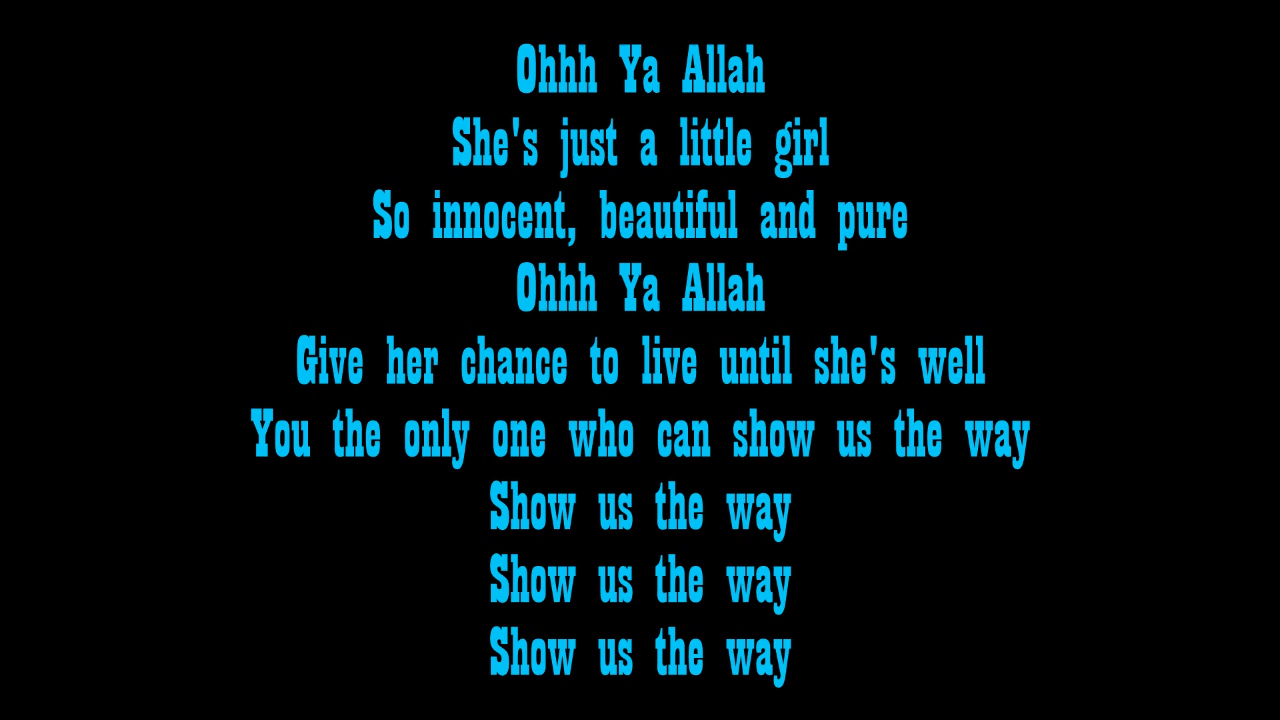 Ohhh Ya Allah
She's just a little girl
So innocent, beautiful and pure
Ohhh Ya Allah
Give her chance to live until she's well
You the only one who can show us the way
Show us the way
Show us the way
Show us the way